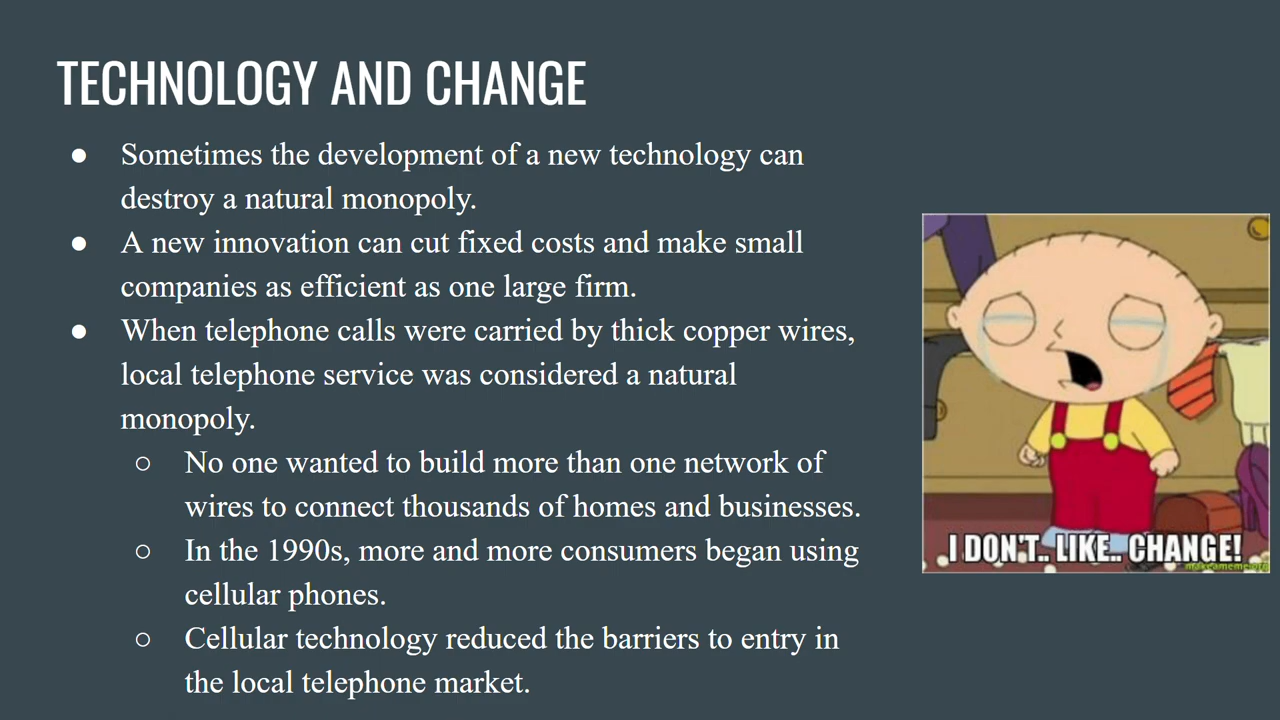 TECHNOLOGY AND CHANGE
● Sometimes the development of a new technology can
destroy a natural monopoly.
● A new innovation can cut fixed costs and make small
companies as efficient as one large firm.
● When telephone calls were carried by thick copper wires,
local telephone service was considered a natural
monopoly.
○ No one wanted to build more than one network of
wires to connect thousands of homes and businesses.
○ In the 1990s, more and more consumers began using
cellular phones.
○ Cellular technology reduced the barriers to entry in
the local telephone market.
I DON'T.. LIKE.. CHANGE!
makeameme.org